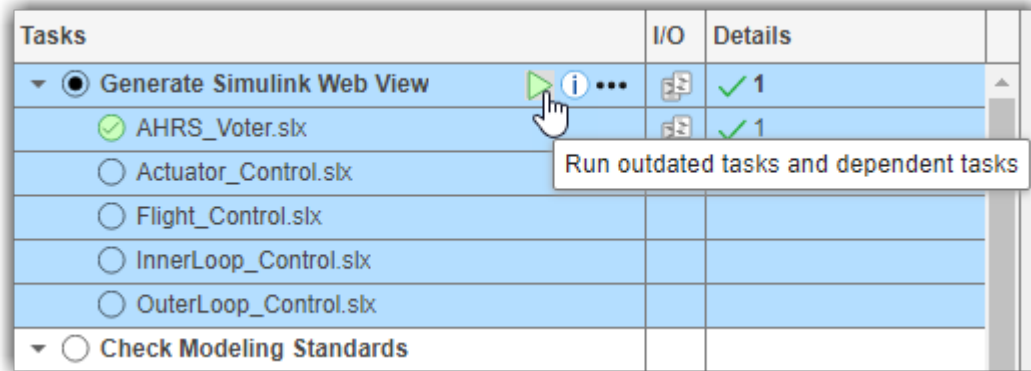 Tasks I/O Details
Generate Simulink Web View i ••• 1
AHRS_Voter.slx 1
Run outdated tasks and dependent tasks
Actuator_Control.slx
Flight_Control.slx
InnerLoop_Control.slx
OuterLoop_Control.slx
Check Modeling Standards